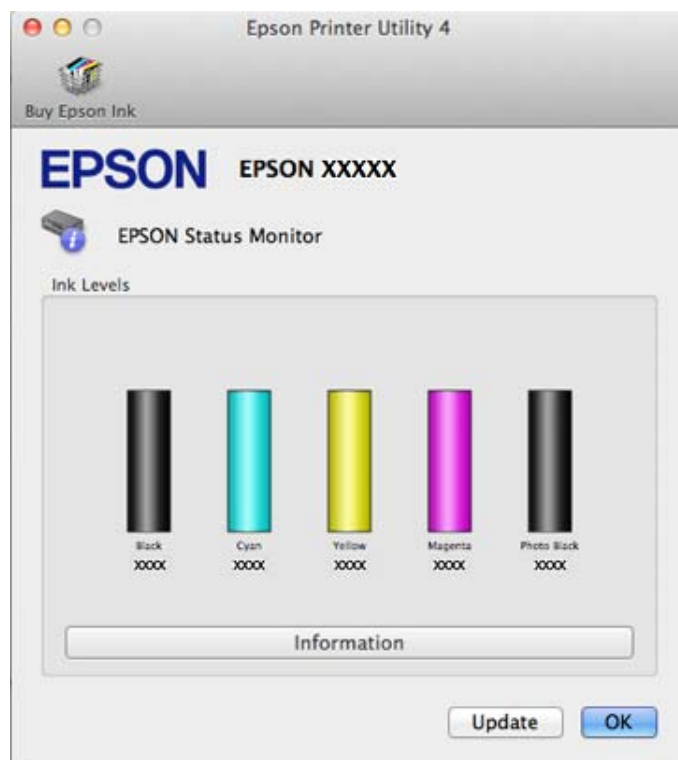 Epson Printer Utility 4
Buy Epson Ink
EPSON EPSON XXXXX
EPSON Status Monitor
Ink Levels
Black Cyan Yellow Magenta Photo Black
XXXX XXXX XXXX XXXX XXXX
Information
Update OK